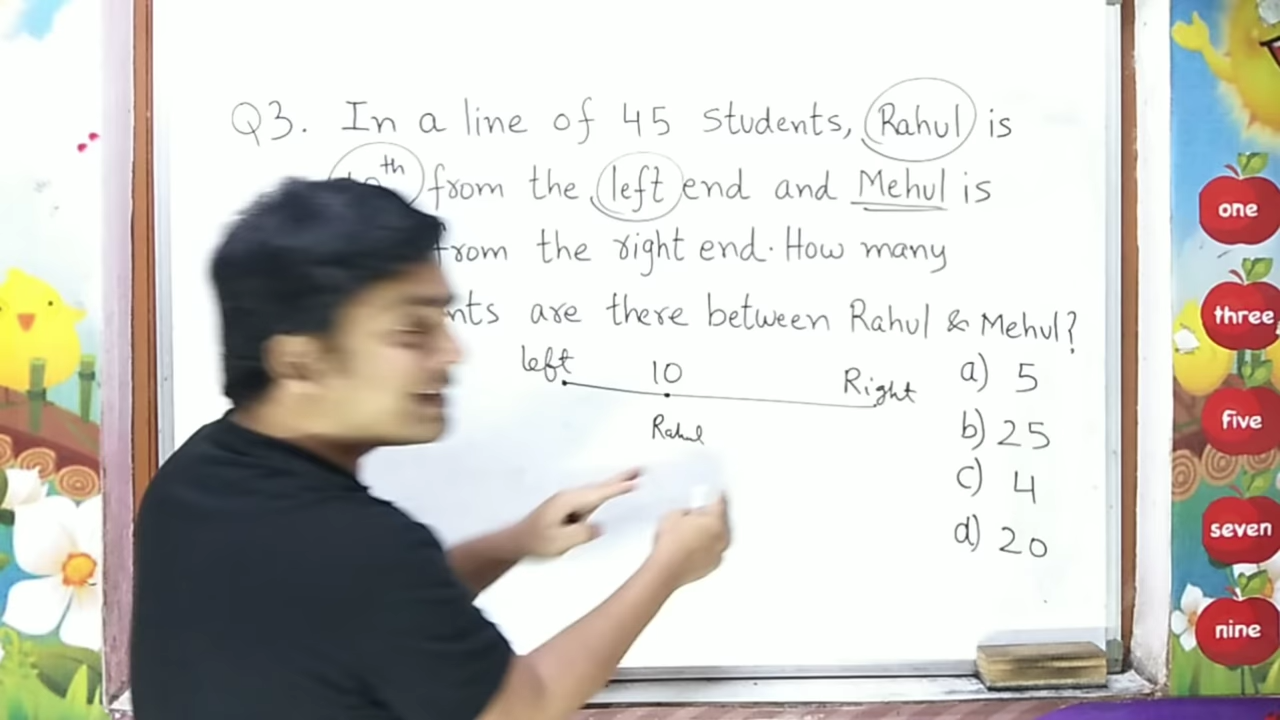 Q3. In a line of 45 students, Rahul is
10th from the left end and Mehul is
from the right end. How many
are there between Rahul & Mehul?
left 10 Right
Rahul
a) 5
b) 25
c) 4
d) 20
one
three
five
seven
nine